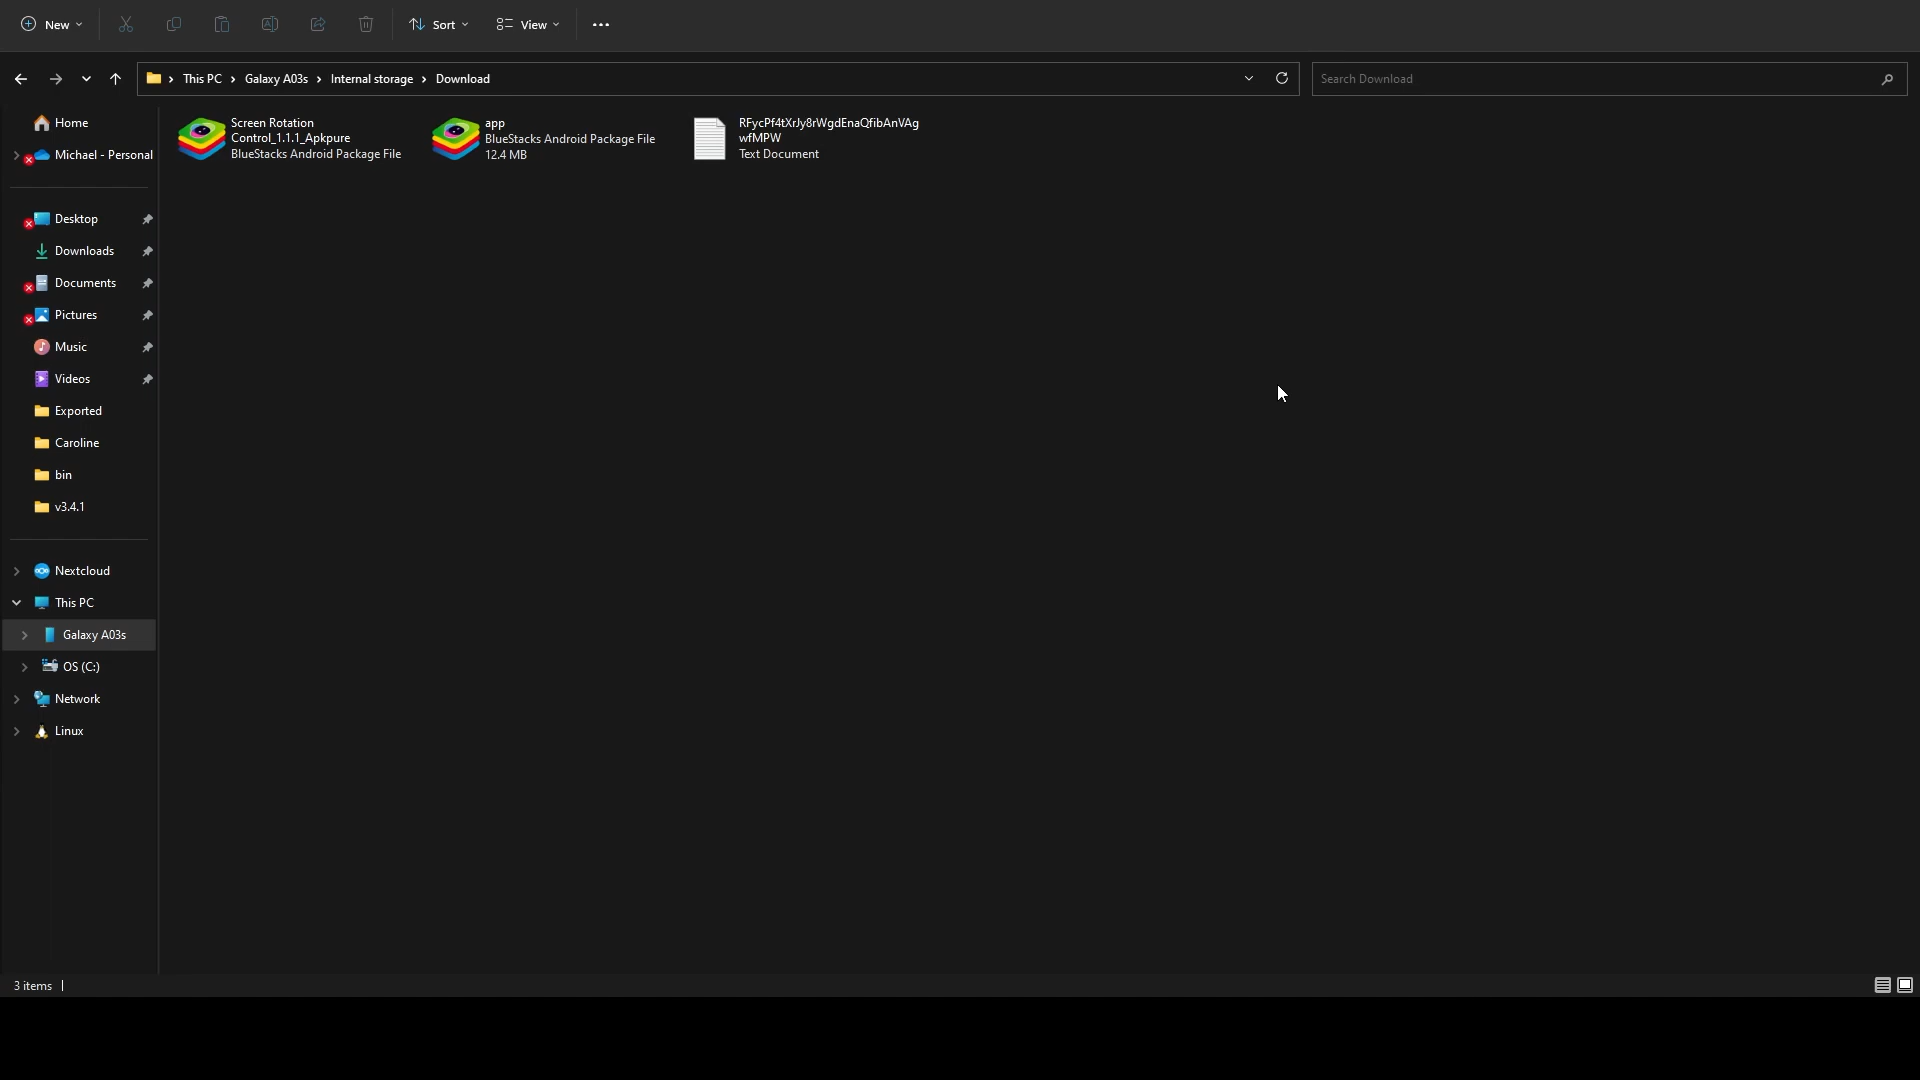 New
Sort
View
This PC
Galaxy A03s
Internal storage
Download
Search Download
Home
Michael - Personal
Desktop
Downloads
Documents
Pictures
Music
Videos
Exported
Caroline
bin
v3.4.1
Nextcloud
This PC
Galaxy A03s
OS (C:)
Network
Linux
Screen Rotation
Control_1.1.1_Apkpure
BlueStacks Android Package File
app
BlueStacks Android Package File
12.4 MB
RFycPf4tXrJy8rWgdEnaQfibAnVAg
wfMPW
Text Document
3 items